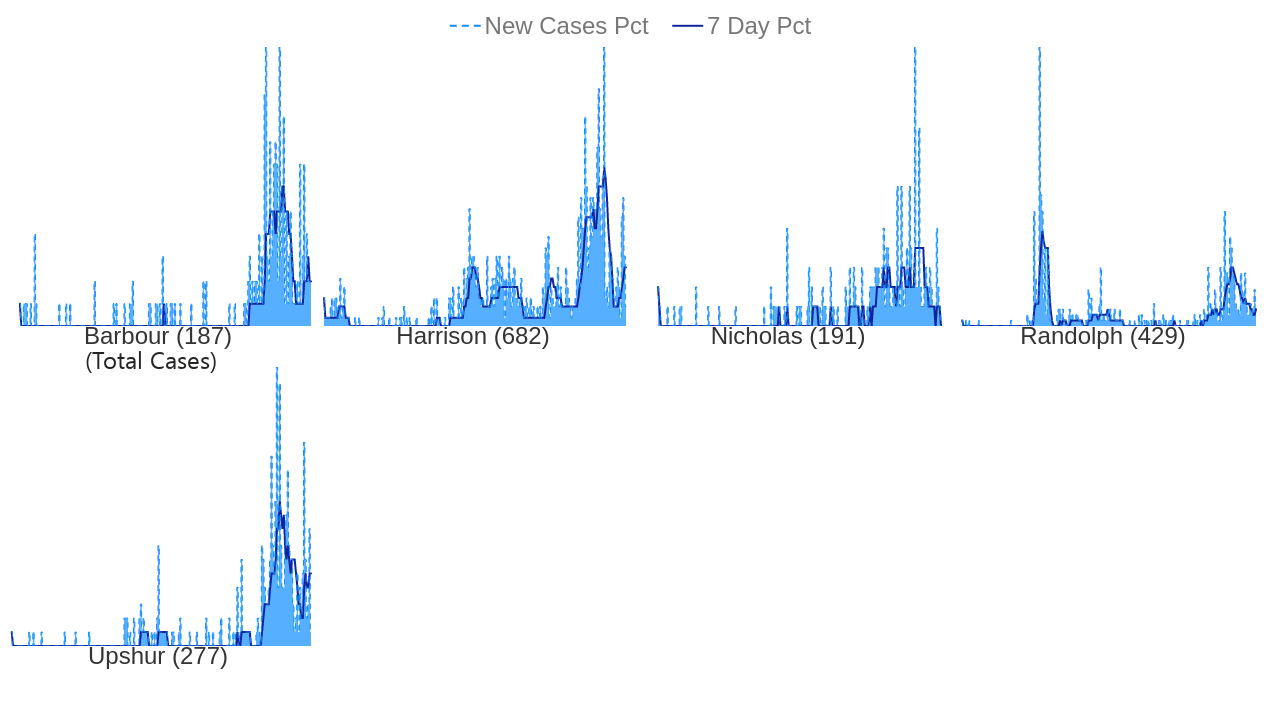 New Cases Pct 7 Day Pct
Barbour (187) Harrison (682) Nicholas (191) Randolph (429)
(Total Cases)
Upshur (277)